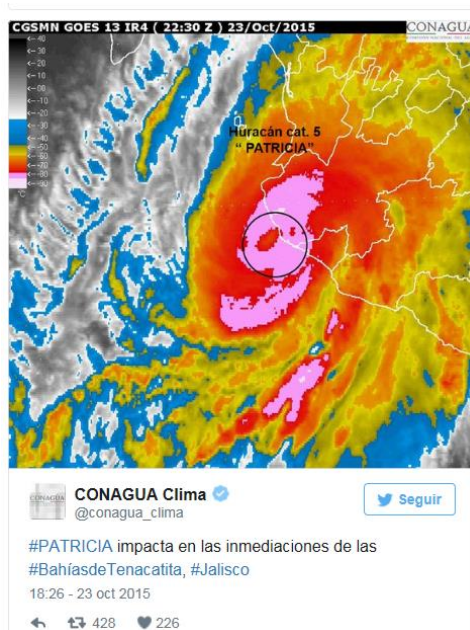 CGSMN GOES 13 IR4 ( 22:30 Z ) 23/Oct/2015
CONAGUA
Huracán cat. 5
" PATRICIA"
CONAGUA Clima
@conagua_clima
Seguir
#PATRICIA impacta en las inmediaciones de las
#BahíasdeTenacatita, #Jalisco
18:26 - 23 oct 2015
428 226